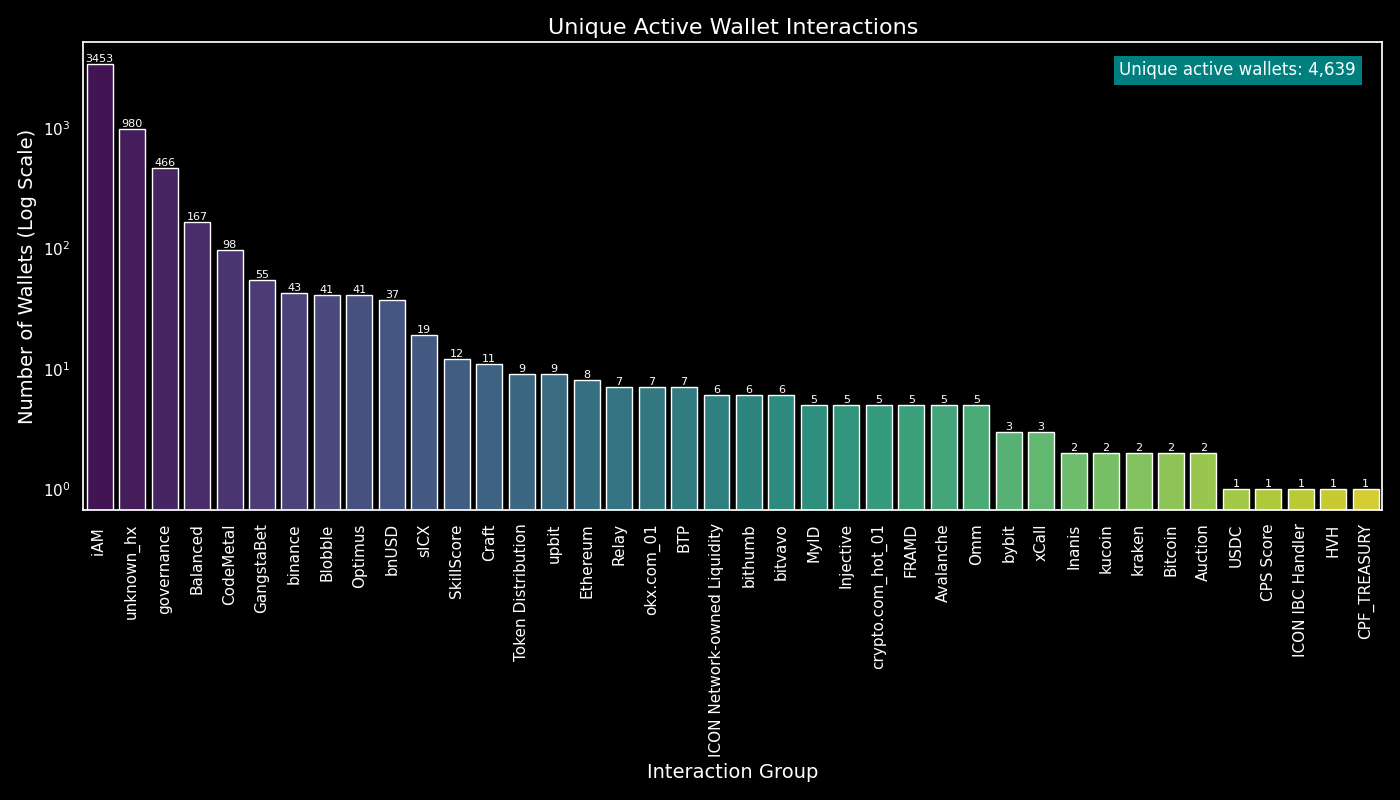 Unique Active Wallet Interactions
Unique active wallets: 4,639
Number of Wallets (Log Scale)
10³
10²
10¹
10⁰
3453
980
466
167
98
55
43
41
41
37
19
12
11
9
9
8
7
7
7
6
6
6
5
5
5
5
5
5
3
3
2
2
2
2
2
1
1
1
1
1
iAM
unknown_hx
governance
Balanced
CodeMetal
GangstaBet
binance
Blobble
Optimus
bnUSD
sICX
SkillScore
Craft
Token Distribution
upbit
Ethereum
Relay
okx.com_01
BTP
ICON Network-owned Liquidity
bithumb
bitvavo
MyID
Injective
crypto.com_hot_01
FRAMD
Avalanche
Omm
bybit
xCall
Inanis
kucoin
kraken
Bitcoin
Auction
USDC
CPS Score
ICON IBC Handler
HVH
CPF_TREASURY
Interaction Group